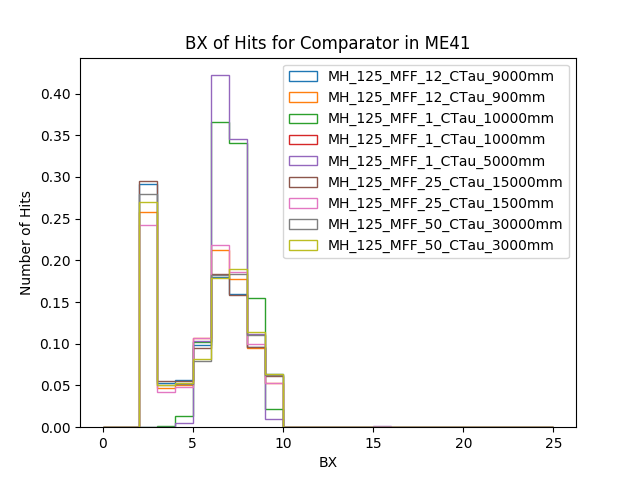 BX of Hits for Comparator in ME41
MH_125_MFF_12_CTau_9000mm
MH_125_MFF_12_CTau_900mm
MH_125_MFF_1_CTau_10000mm
MH_125_MFF_1_CTau_1000mm
MH_125_MFF_1_CTau_5000mm
MH_125_MFF_25_CTau_15000mm
MH_125_MFF_25_CTau_1500mm
MH_125_MFF_50_CTau_30000mm
MH_125_MFF_50_CTau_3000mm
Number of Hits
0.40
0.35
0.30
0.25
0.20
0.15
0.10
0.05
0.00
0 5 10 15 20 25
BX